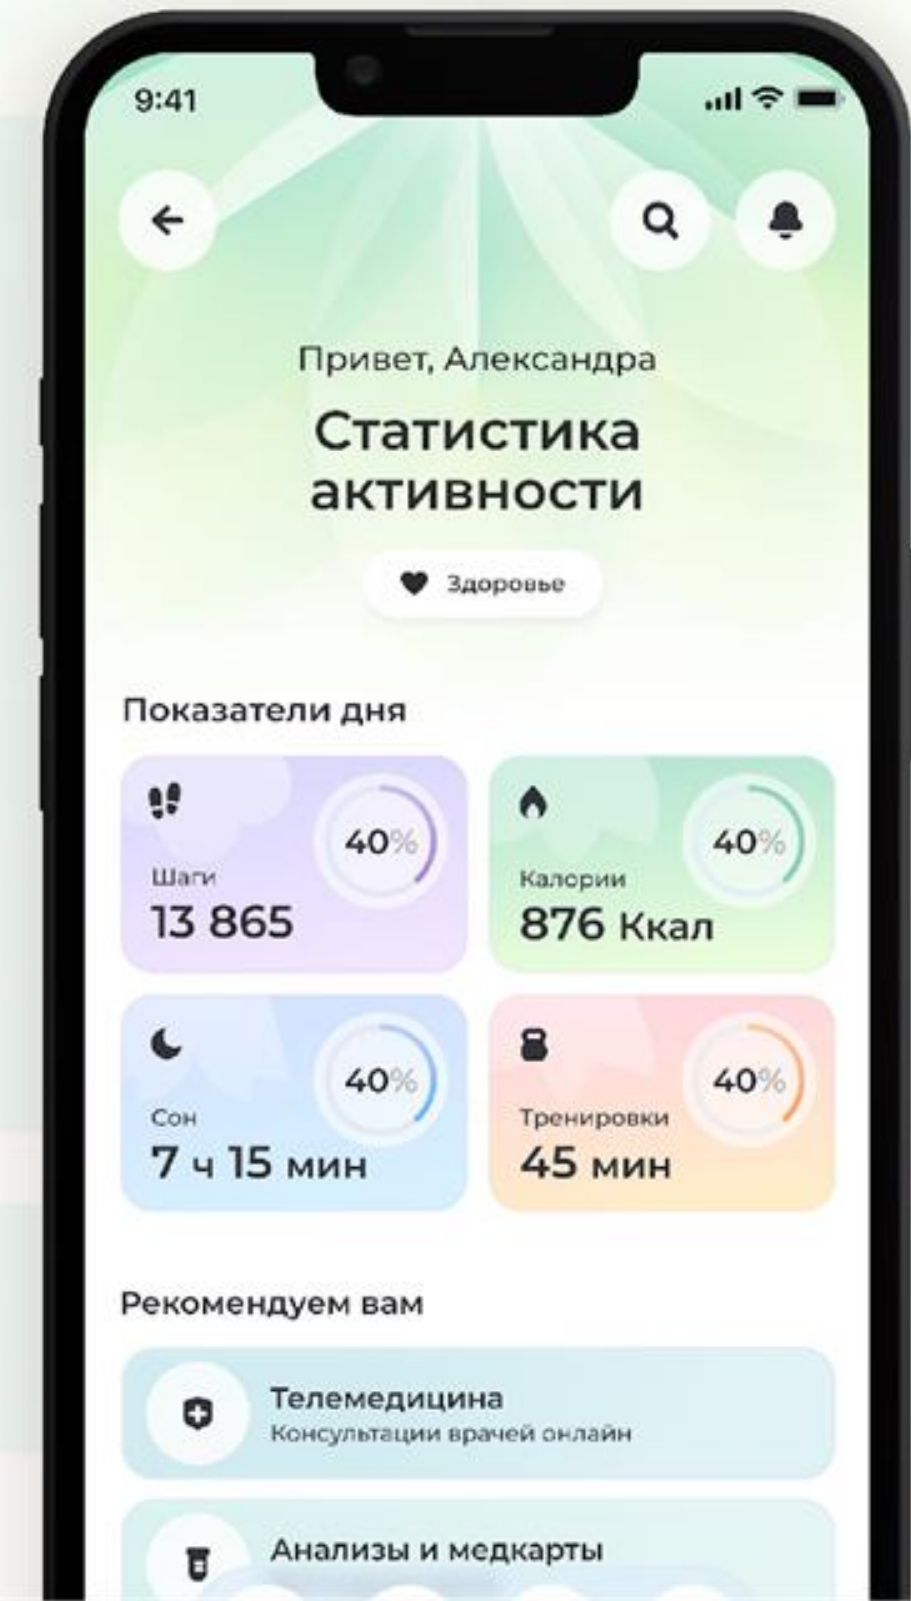 9:41
Привет, Александра
Статистика
активности
Здоровье
Показатели дня
40%
Шаги
13 865
40%
Калории
876 Ккал
40%
Сон
7 ч 15 мин
40%
Тренировки
45 мин
Рекомендуем вам
Телемедицина
Консультации врачей онлайн
Анализы и медкарты